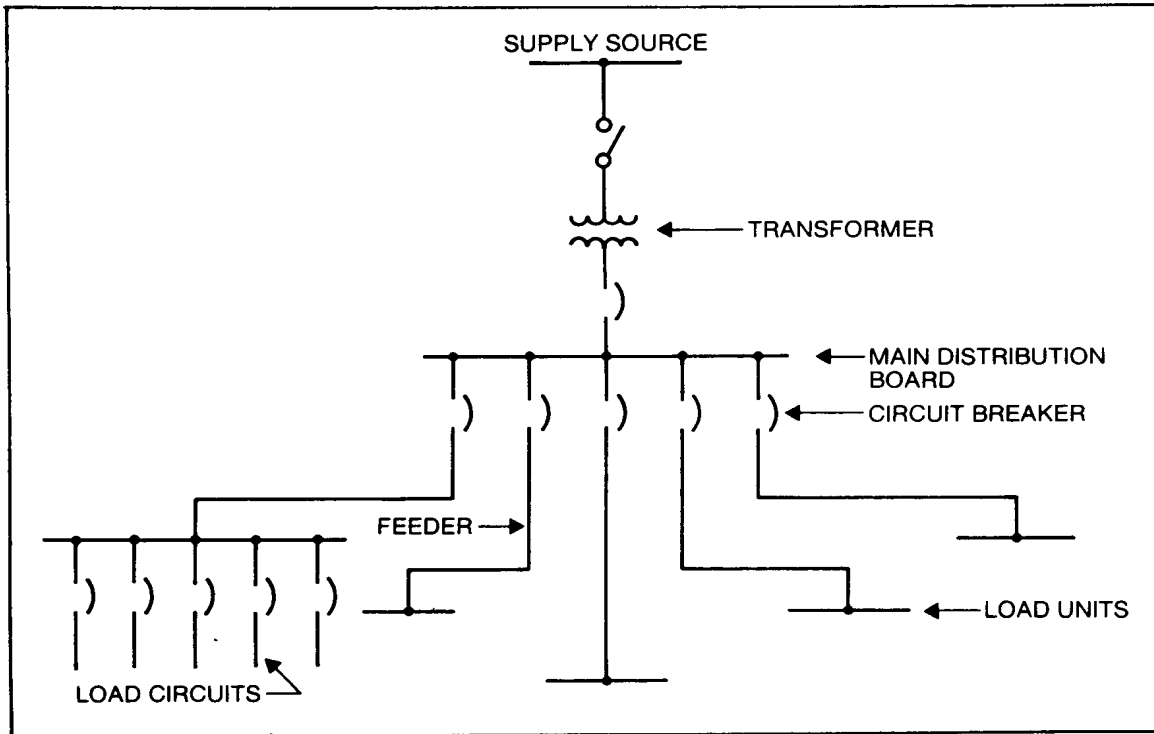 SUPPLY SOURCE
TRANSFORMER
MAIN DISTRIBUTION
BOARD
CIRCUIT BREAKER
FEEDER
LOAD UNITS
LOAD CIRCUITS